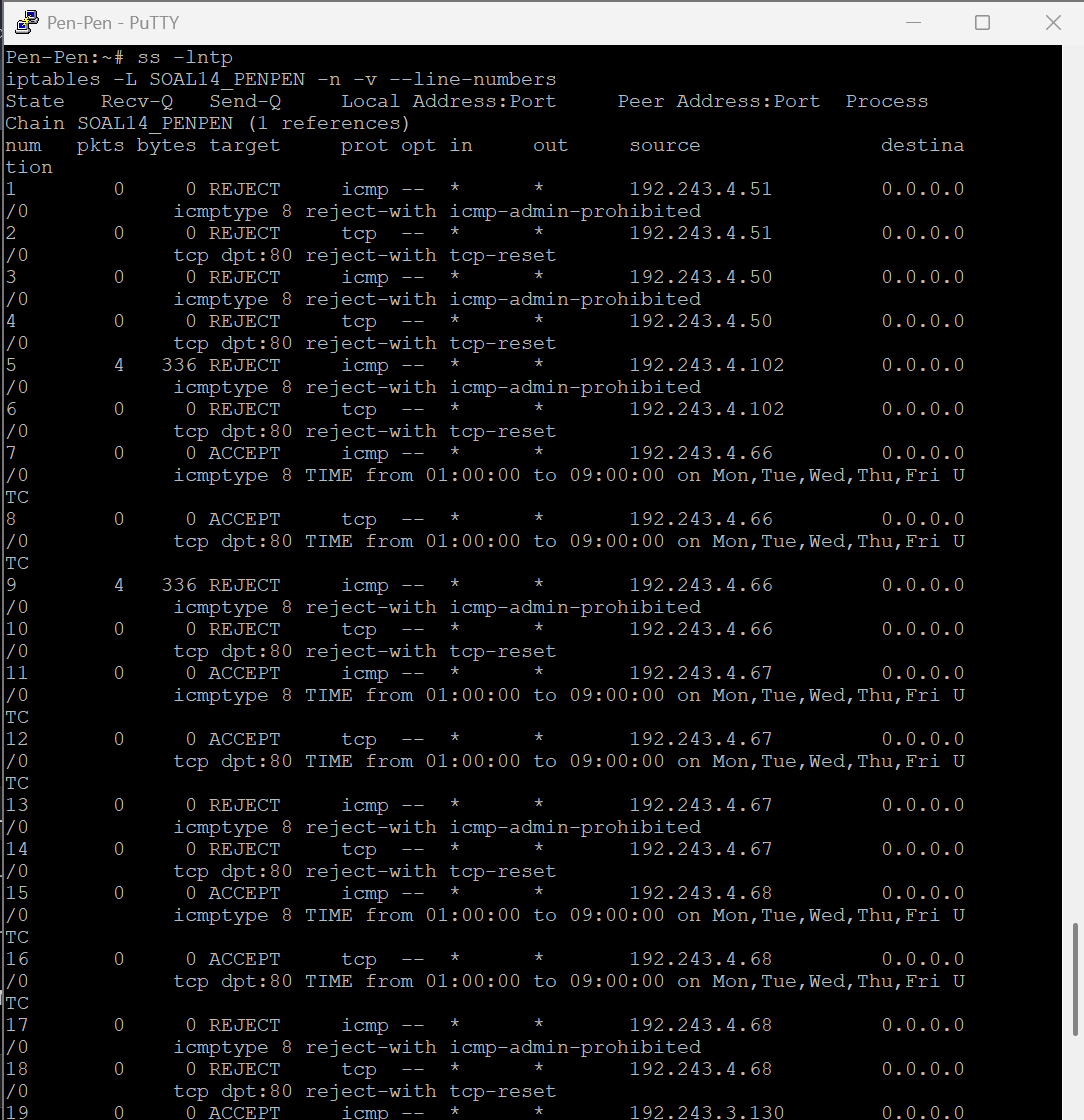 Pen-Pen - PuTTY
Pen-Pen:~# ss -lntp
iptables -L SOAL14_PENPEN -n -v --line-numbers
State   Recv-Q   Send-Q     Local Address:Port     Peer Address:Port  Process
Chain SOAL14_PENPEN (1 references)
num   pkts bytes target     prot opt in     out     source               destina
tion
1        0     0 REJECT     icmp --  *      *       192.243.4.51         0.0.0.0
/0            icmptype 8 reject-with icmp-admin-prohibited
2        0     0 REJECT     tcp  --  *      *       192.243.4.51         0.0.0.0
/0            tcp dpt:80 reject-with tcp-reset
3        0     0 REJECT     icmp --  *      *       192.243.4.50         0.0.0.0
/0            icmptype 8 reject-with icmp-admin-prohibited
4        0     0 REJECT     tcp  --  *      *       192.243.4.50         0.0.0.0
/0            tcp dpt:80 reject-with tcp-reset
5        4   336 REJECT     icmp --  *      *       192.243.4.102        0.0.0.0
/0            icmptype 8 reject-with icmp-admin-prohibited
6        0     0 REJECT     tcp  --  *      *       192.243.4.102        0.0.0.0
/0            tcp dpt:80 reject-with tcp-reset
7        0     0 ACCEPT     icmp --  *      *       192.243.4.66         0.0.0.0
/0            icmptype 8 TIME from 01:00:00 to 09:00:00 on Mon,Tue,Wed,Thu,Fri U
TC
8        0     0 ACCEPT     tcp  --  *      *       192.243.4.66         0.0.0.0
/0            tcp dpt:80 TIME from 01:00:00 to 09:00:00 on Mon,Tue,Wed,Thu,Fri U
TC
9        4   336 REJECT     icmp --  *      *       192.243.4.66         0.0.0.0
/0            icmptype 8 reject-with icmp-admin-prohibited
10       0     0 REJECT     tcp  --  *      *       192.243.4.66         0.0.0.0
/0            tcp dpt:80 reject-with tcp-reset
11       0     0 ACCEPT     icmp --  *      *       192.243.4.67         0.0.0.0
/0            icmptype 8 TIME from 01:00:00 to 09:00:00 on Mon,Tue,Wed,Thu,Fri U
TC
12       0     0 ACCEPT     tcp  --  *      *       192.243.4.67         0.0.0.0
/0            tcp dpt:80 TIME from 01:00:00 to 09:00:00 on Mon,Tue,Wed,Thu,Fri U
TC
13       0     0 REJECT     icmp --  *      *       192.243.4.67         0.0.0.0
/0            icmptype 8 reject-with icmp-admin-prohibited
14       0     0 REJECT     tcp  --  *      *       192.243.4.67         0.0.0.0
/0            tcp dpt:80 reject-with tcp-reset
15       0     0 ACCEPT     icmp --  *      *       192.243.4.68         0.0.0.0
/0            icmptype 8 TIME from 01:00:00 to 09:00:00 on Mon,Tue,Wed,Thu,Fri U
TC
16       0     0 ACCEPT     tcp  --  *      *       192.243.4.68         0.0.0.0
/0            tcp dpt:80 TIME from 01:00:00 to 09:00:00 on Mon,Tue,Wed,Thu,Fri U
TC
17       0     0 REJECT     icmp --  *      *       192.243.4.68         0.0.0.0
/0            icmptype 8 reject-with icmp-admin-prohibited
18       0     0 REJECT     tcp  --  *      *       192.243.4.68         0.0.0.0
/0            tcp dpt:80 reject-with tcp-reset
19       0     0 ACCEPT     icmp --  *      *       192.243.3.130        0.0.0.0